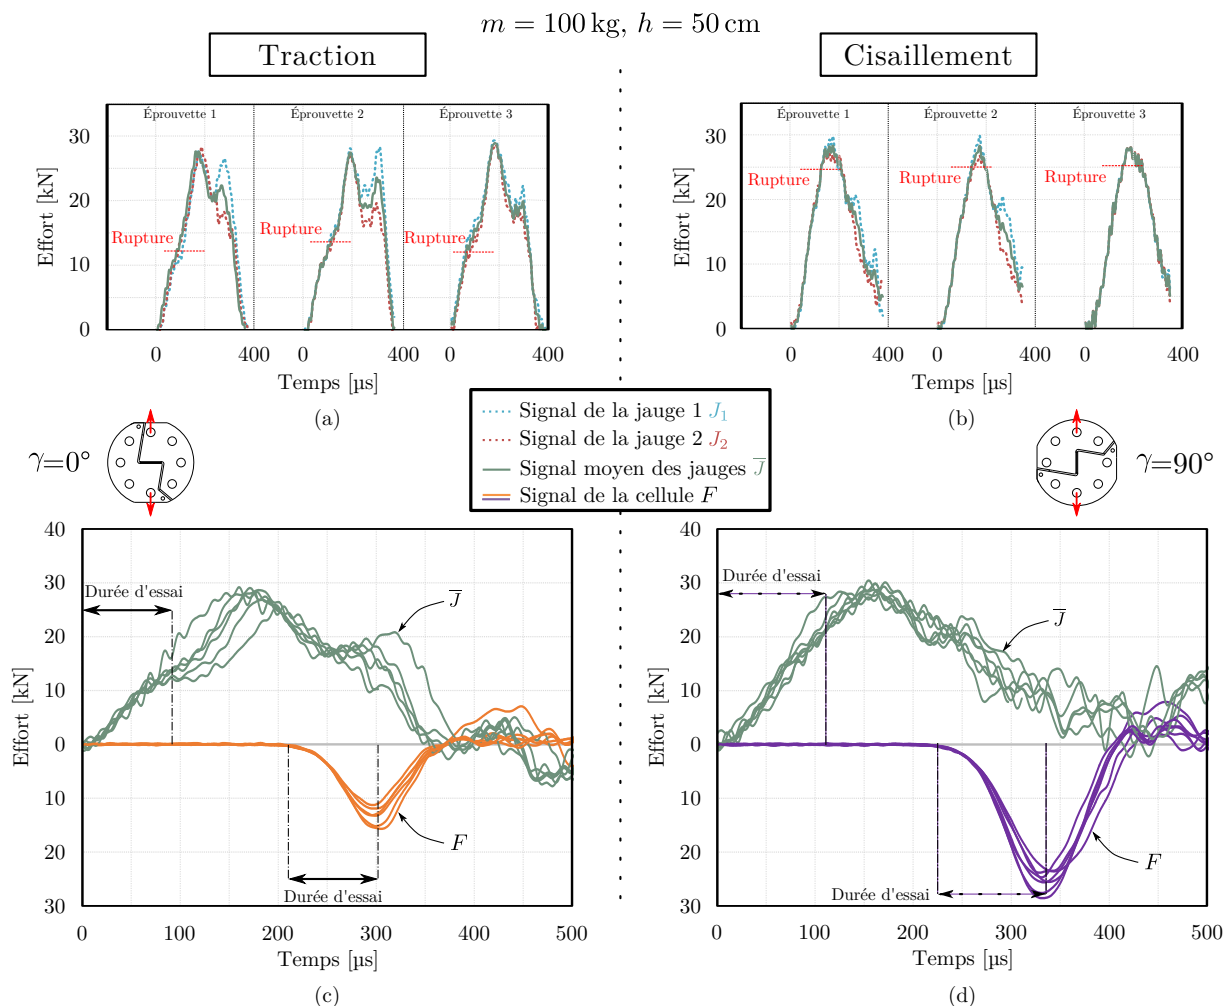 m = 100 kg, h = 50 cm
Traction
Cisaillement
Éprouvette 1 Éprouvette 2 Éprouvette 3
30
20
10
0
Effort [kN]
Rupture
Rupture
Rupture
0 400 0 400 0 400
Temps [µs]
(a)
Éprouvette 1 Éprouvette 2 Éprouvette 3
30
20
10
0
Effort [kN]
Rupture
Rupture
Rupture
0 400 0 400 0 400
Temps [µs]
(b)
Signal de la jauge 1 J₁
Signal de la jauge 2 J₂
Signal moyen des jauges J̅
Signal de la cellule F
γ=0°
γ=90°
40
30
20
10
0
10
20
30
Effort [kN]
Durée d'essai
J̅
F
Durée d'essai
0 100 200 300 400 500
Temps [µs]
(c)
40
30
20
10
0
10
20
30
Effort [kN]
Durée d'essai
J̅
F
Durée d'essai
0 100 200 300 400 500
Temps [µs]
(d)